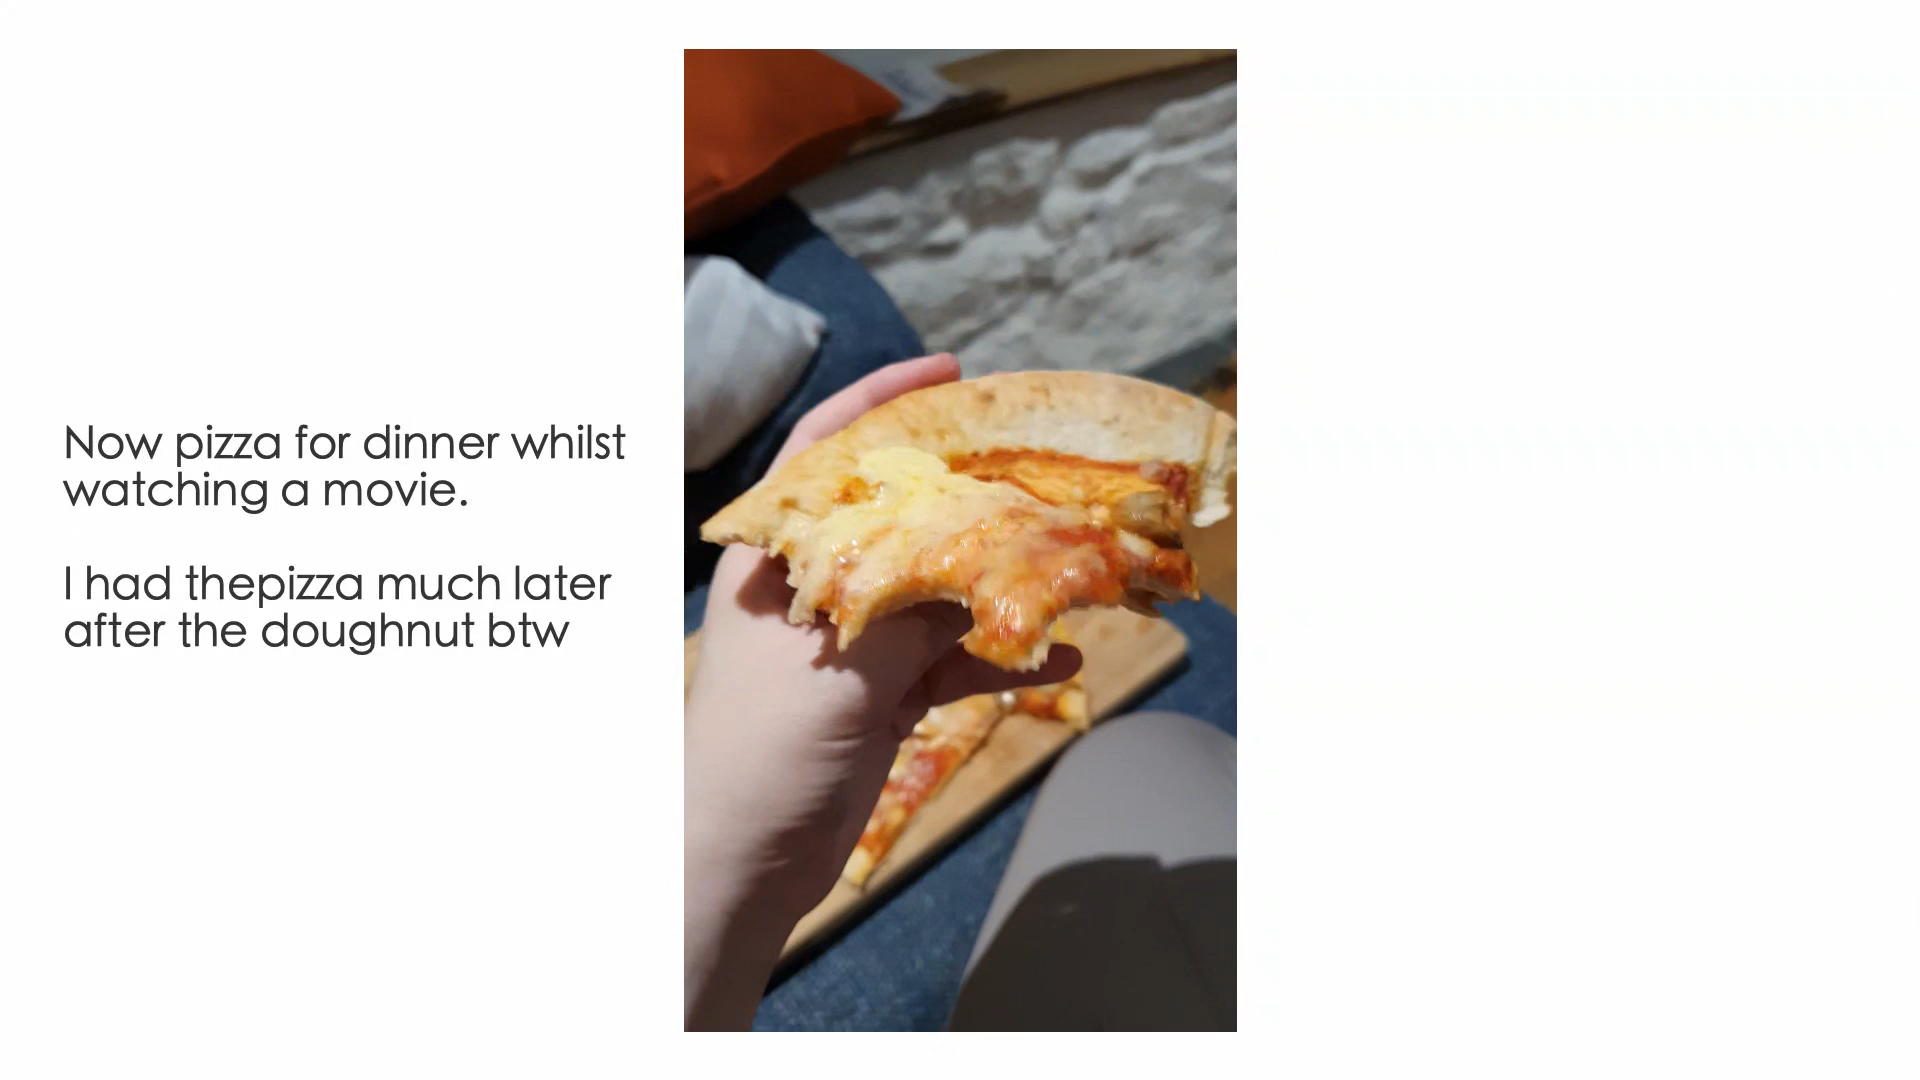 Now pizza for dinner whilst
watching a movie.
I had thepizza much later
after the doughnut btw